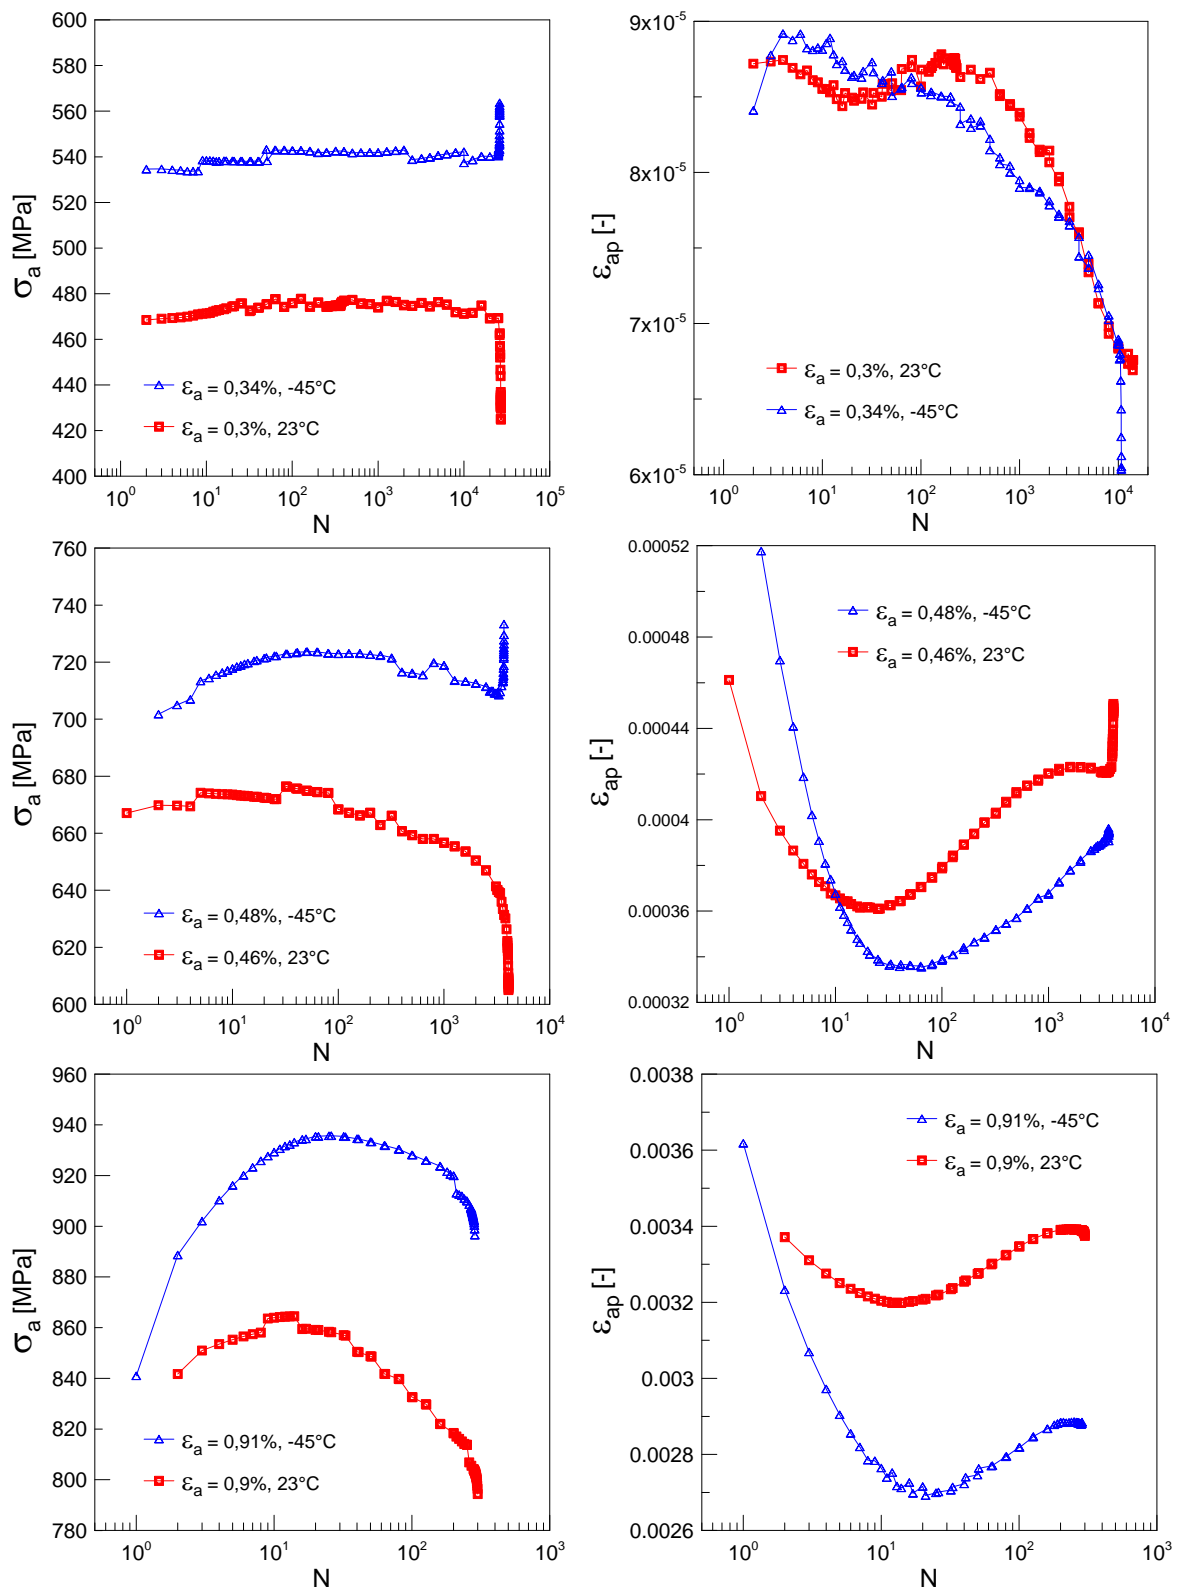 600
580
560
540
520
500
480
460
440
420
400
σa [MPa]
εa = 0,34%, -45°C
εa = 0,3%, 23°C
10^0
10^1
10^2
10^3
10^4
10^5
N
9x10^-5
8x10^-5
7x10^-5
6x10^-5
εap [-]
εa = 0,3%, 23°C
εa = 0,34%, -45°C
10^0
10^1
10^2
10^3
10^4
N
760
740
720
700
680
660
640
620
600
σa [MPa]
εa = 0,48%, -45°C
εa = 0,46%, 23°C
10^0
10^1
10^2
10^3
10^4
N
0.00052
0.00048
0.00044
0.0004
0.00036
0.00032
εap [-]
εa = 0,48%, -45°C
εa = 0,46%, 23°C
10^0
10^1
10^2
10^3
10^4
N
960
940
920
900
880
860
840
820
800
780
σa [MPa]
εa = 0,91%, -45°C
εa = 0,9%, 23°C
10^0
10^1
10^2
10^3
N
0.0038
0.0036
0.0034
0.0032
0.003
0.0028
0.0026
εap [-]
εa = 0,91%, -45°C
εa = 0,9%, 23°C
10^0
10^1
10^2
10^3
N